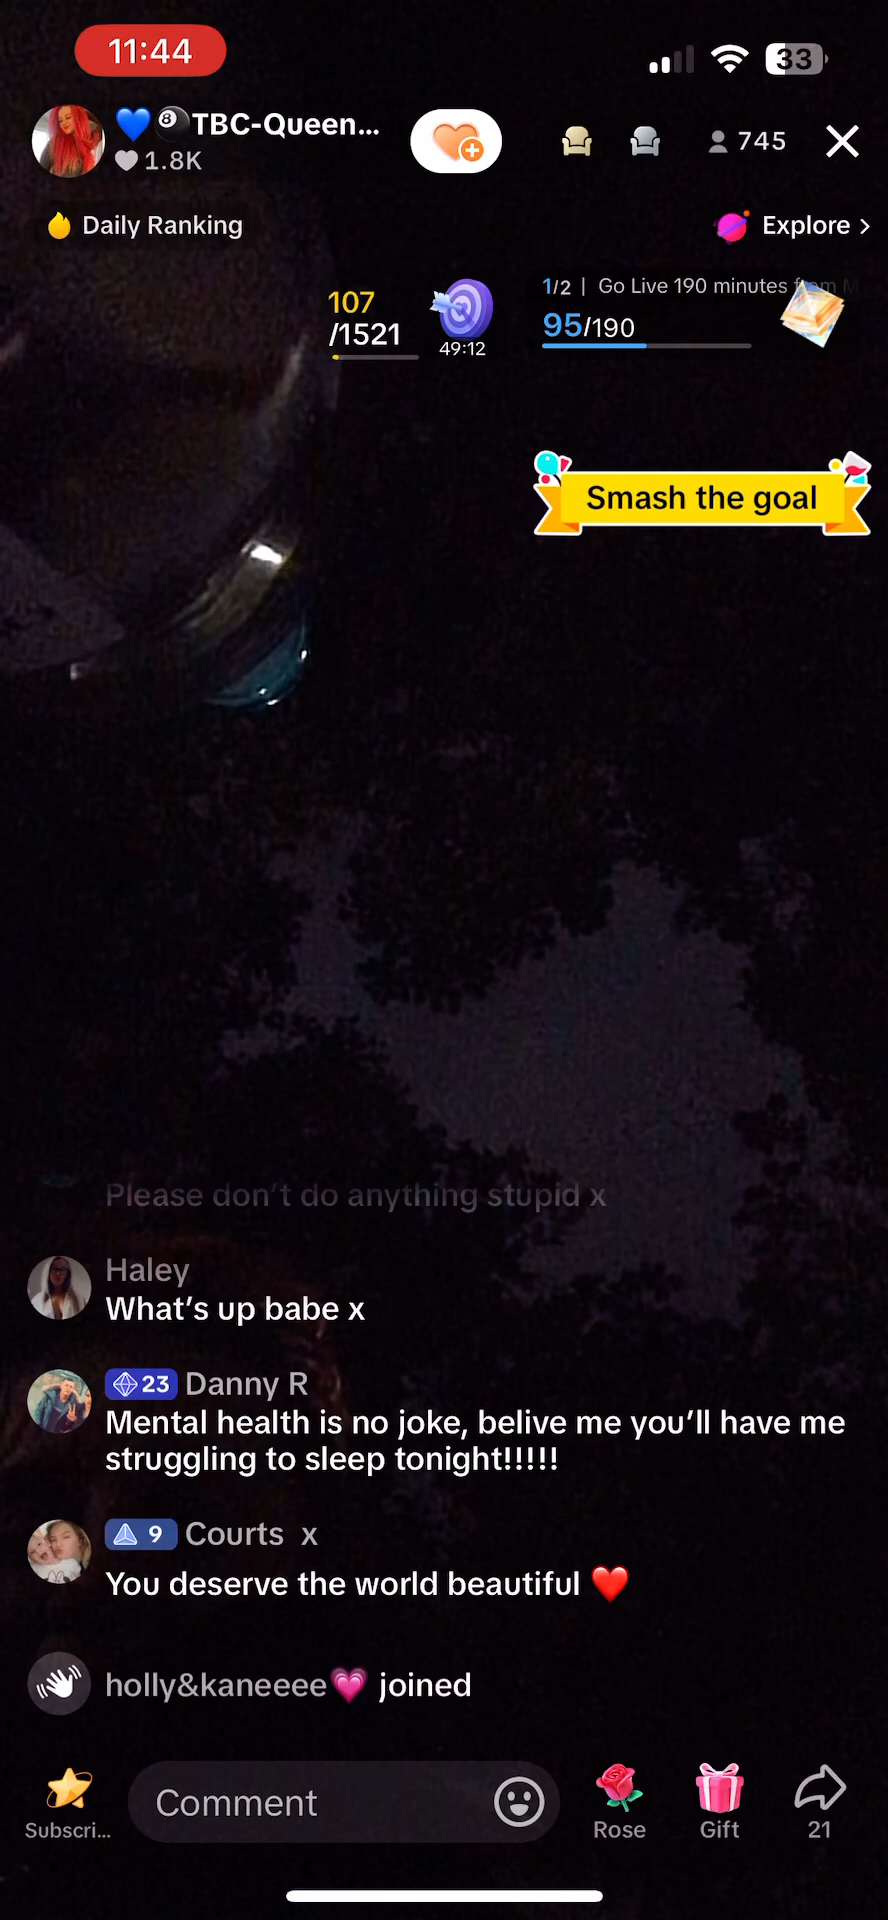 11:44
33
💙🎱TBC-Queen...
1.8K
745
Daily Ranking
Explore >
107
/1521
49:12
1/2 | Go Live 190 minutes from M
95/190
Smash the goal
Please don't do anything stupid x
Haley
What's up babe x
23 Danny R
Mental health is no joke, belive me you'll have me
struggling to sleep tonight!!!!!
9 Courts x
You deserve the world beautiful ❤️
holly&kaneeee💗 joined
Subscri...
Comment
Rose
Gift
21